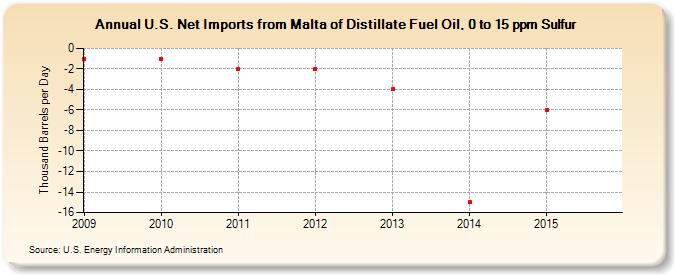 Annual U.S. Net Imports from Malta of Distillate Fuel Oil, 0 to 15 ppm Sulfur
Thousand Barrels per Day
0
-2
-4
-6
-8
-10
-12
-14
-16
2009 2010 2011 2012 2013 2014 2015
Source: U.S. Energy Information Administration